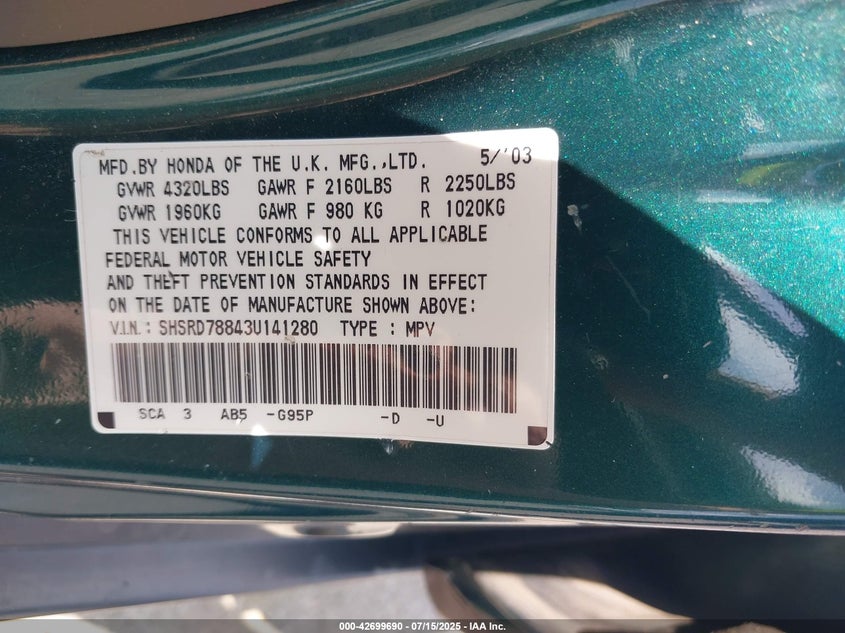 MFD.BY HONDA OF THE U.K. MFG.,LTD. 5/'03
GVWR 4320LBS GAWR F 2160LBS R 2250LBS
GVWR 1960KG GAWR F 980 KG R 1020KG
THIS VEHICLE CONFORMS TO ALL APPLICABLE
FEDERAL MOTOR VEHICLE SAFETY
AND THEFT PREVENTION STANDARDS IN EFFECT
ON THE DATE OF MANUFACTURE SHOWN ABOVE:
V.I.N.: SHSRD78843U141280 TYPE : MPV
SCA 3 AB5 -G95P -D -U
000-42699690 - 07/15/2025 - IAA Inc.